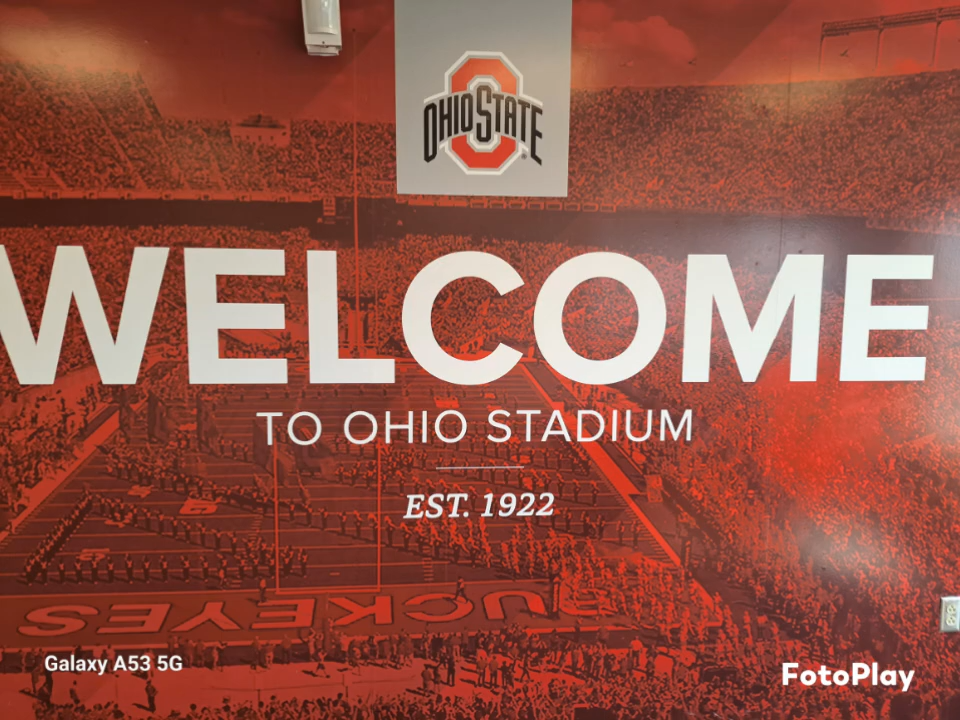 OHIO STATE
WELCOME
TO OHIO STADIUM
EST. 1922
BUCKEYES
Galaxy A53 5G
FotoPlay